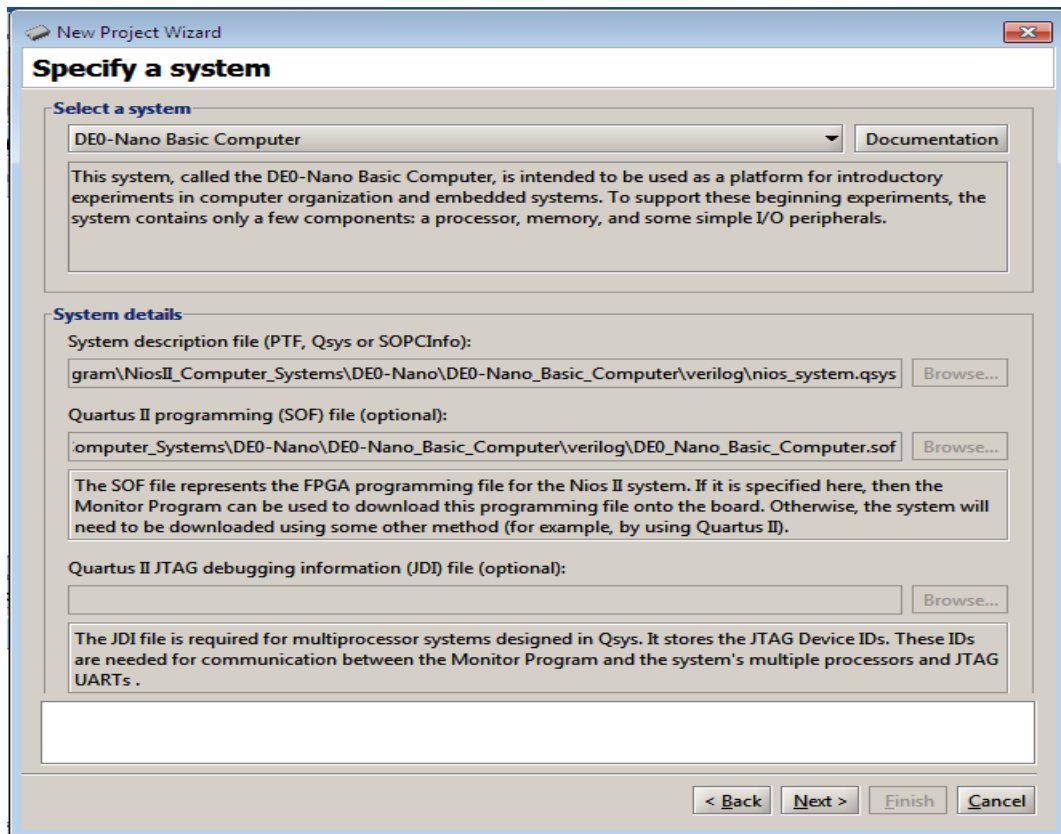 New Project Wizard
Specify a system
Select a system
DE0-Nano Basic Computer
Documentation
This system, called the DE0-Nano Basic Computer, is intended to be used as a platform for introductory
experiments in computer organization and embedded systems. To support these beginning experiments, the
system contains only a few components: a processor, memory, and some simple I/O peripherals.
System details
System description file (PTF, Qsys or SOPCInfo):
gram\NiosII_Computer_Systems\DE0-Nano\DE0-Nano_Basic_Computer\verilog\nios_system.qsys
Browse...
Quartus II programming (SOF) file (optional):
omputer_Systems\DE0-Nano\DE0-Nano_Basic_Computer\verilog\DE0_Nano_Basic_Computer.sof
Browse...
The SOF file represents the FPGA programming file for the Nios II system. If it is specified here, then the
Monitor Program can be used to download this programming file onto the board. Otherwise, the system will
need to be downloaded using some other method (for example, by using Quartus II).
Quartus II JTAG debugging information (JDI) file (optional):
Browse...
The JDI file is required for multiprocessor systems designed in Qsys. It stores the JTAG Device IDs. These IDs
are needed for communication between the Monitor Program and the system's multiple processors and JTAG
UARTs .
< Back
Next >
Finish
Cancel